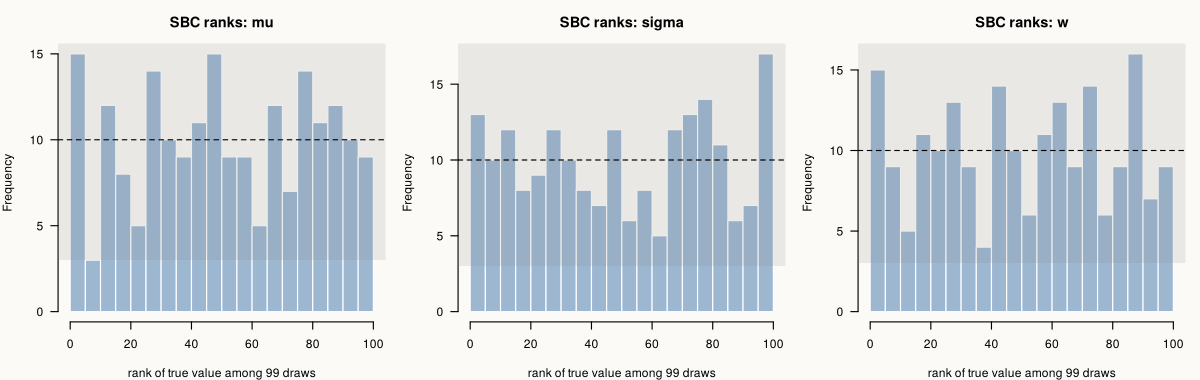 SBC ranks: mu
Frequency
15
10
5
0
0 20 40 60 80 100
rank of true value among 99 draws
SBC ranks: sigma
Frequency
15
10
5
0
0 20 40 60 80 100
rank of true value among 99 draws
SBC ranks: w
Frequency
15
10
5
0
0 20 40 60 80 100
rank of true value among 99 draws